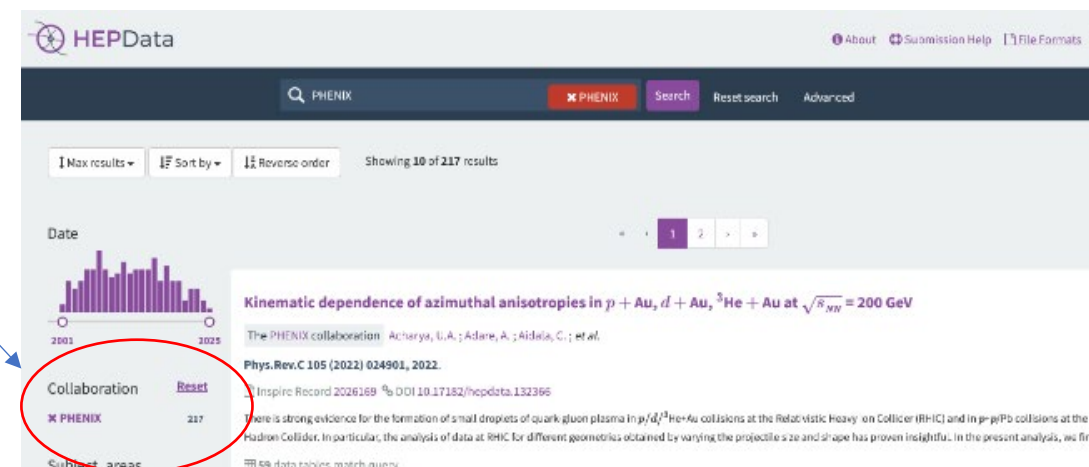 HEPData
About Submission Help File Formats
PHENIX
PHENIX Search Reset search Advanced
Max results Sort by Reverse order Showing 10 of 217 results
« ‹ 1 2 › »
Date
2001 2025
Collaboration Reset
PHENIX 217
Subject_areas
Kinematic dependence of azimuthal anisotropies in p + Au, d + Au, ³He + Au at √s_NN = 200 GeV
The PHENIX collaboration Acharya, U.A. ; Adare, A. ; Aidala, C. ; et al.
Phys.Rev.C 105 (2022) 024901, 2022.
Inspire Record 2026169 DOI 10.17182/hepdata.132366
There is strong evidence for the formation of small droplets of quark-gluon plasma in p/d/³He+Au collisions at the Relativistic Heavy Ion Collider (RHIC) and in p+p/Pb collisions at the
Hadron Collider. In particular, the analysis of data at RHIC for different geometries obtained by varying the projectile size and shape has proven insightful. In the present analysis, we
59 data tables match query